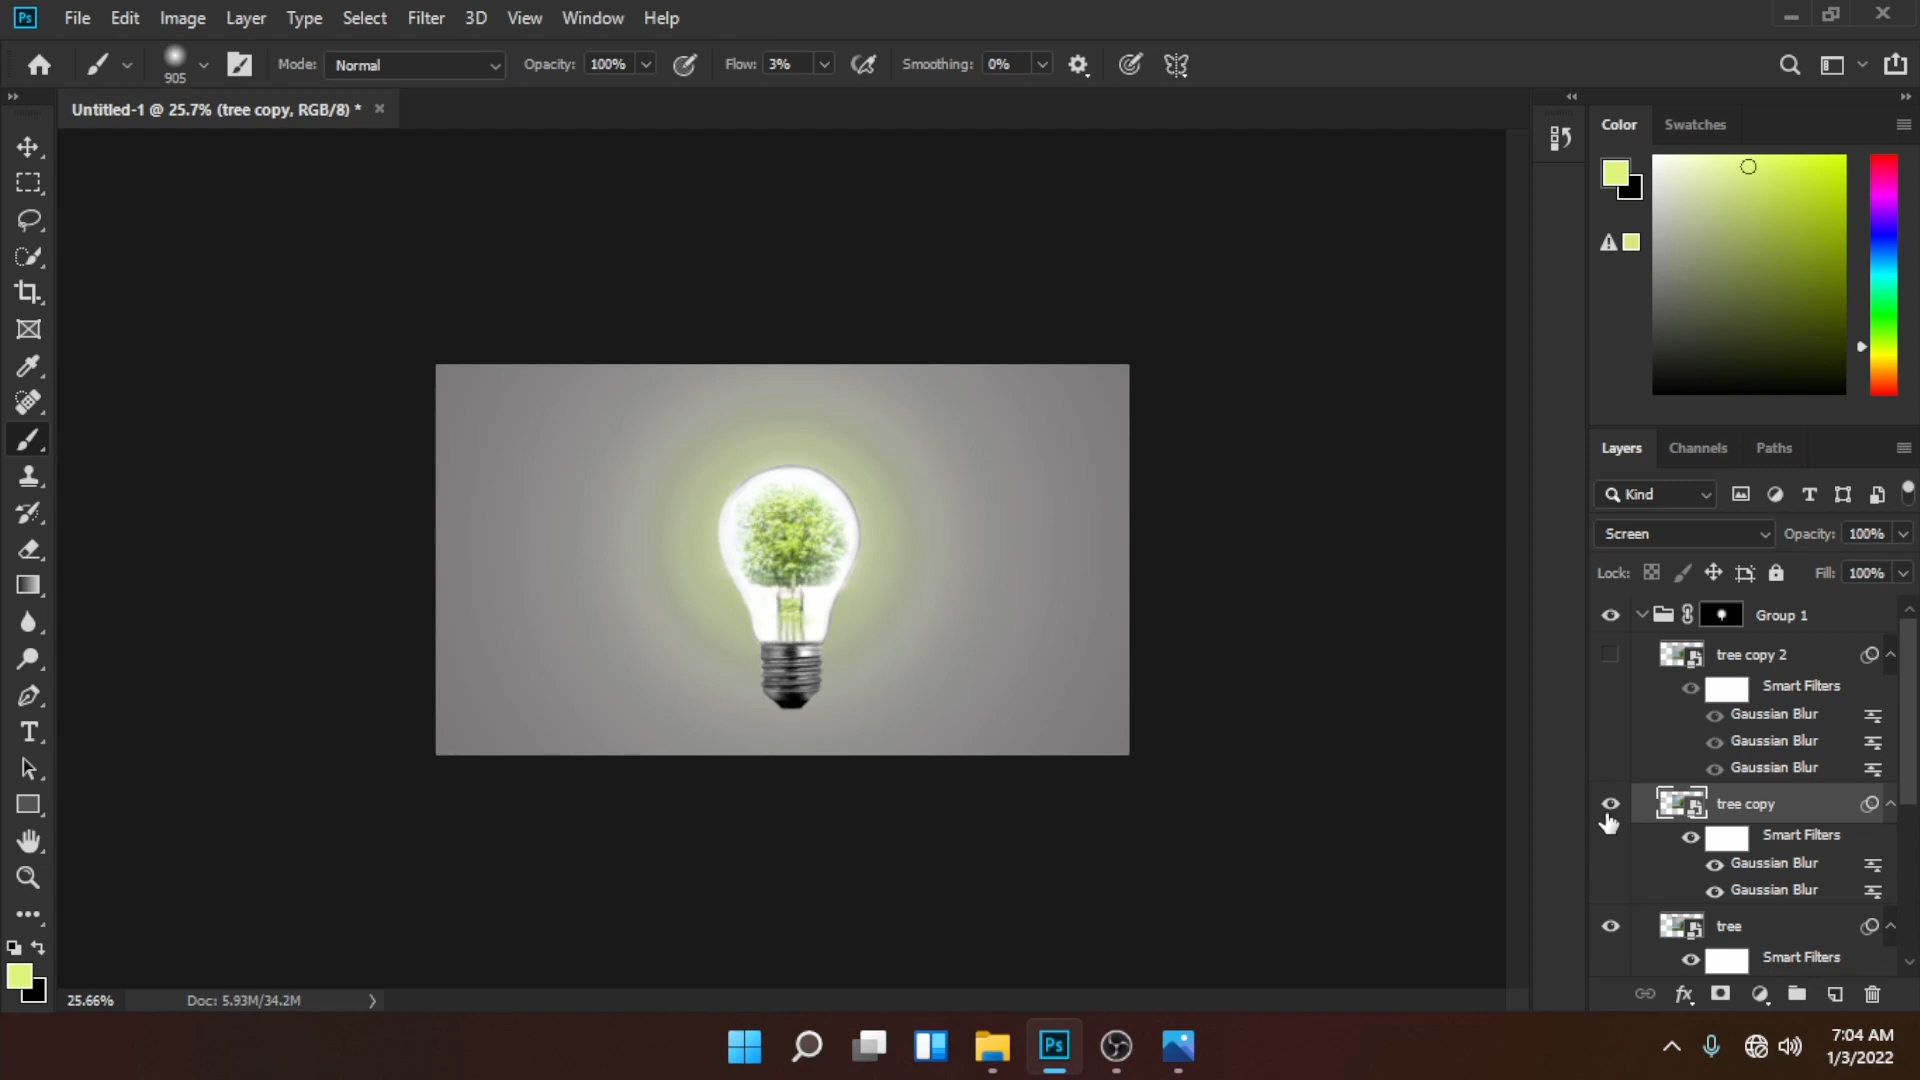 Ps File Edit Image Layer Type Select Filter 3D View Window Help
905 Mode: Normal Opacity: 100% Flow: 3% Smoothing: 0%
Untitled-1 @ 25.7% (tree copy, RGB/8) *
Color Swatches
Layers Channels Paths
Kind
Screen Opacity: 100%
Lock: Fill: 100%
Group 1
tree copy 2
Smart Filters
Gaussian Blur
Gaussian Blur
Gaussian Blur
tree copy
Smart Filters
Gaussian Blur
Gaussian Blur
tree
Smart Filters
25.66% Doc: 5.93M/34.2M
Ps
7:04 AM
1/3/2022